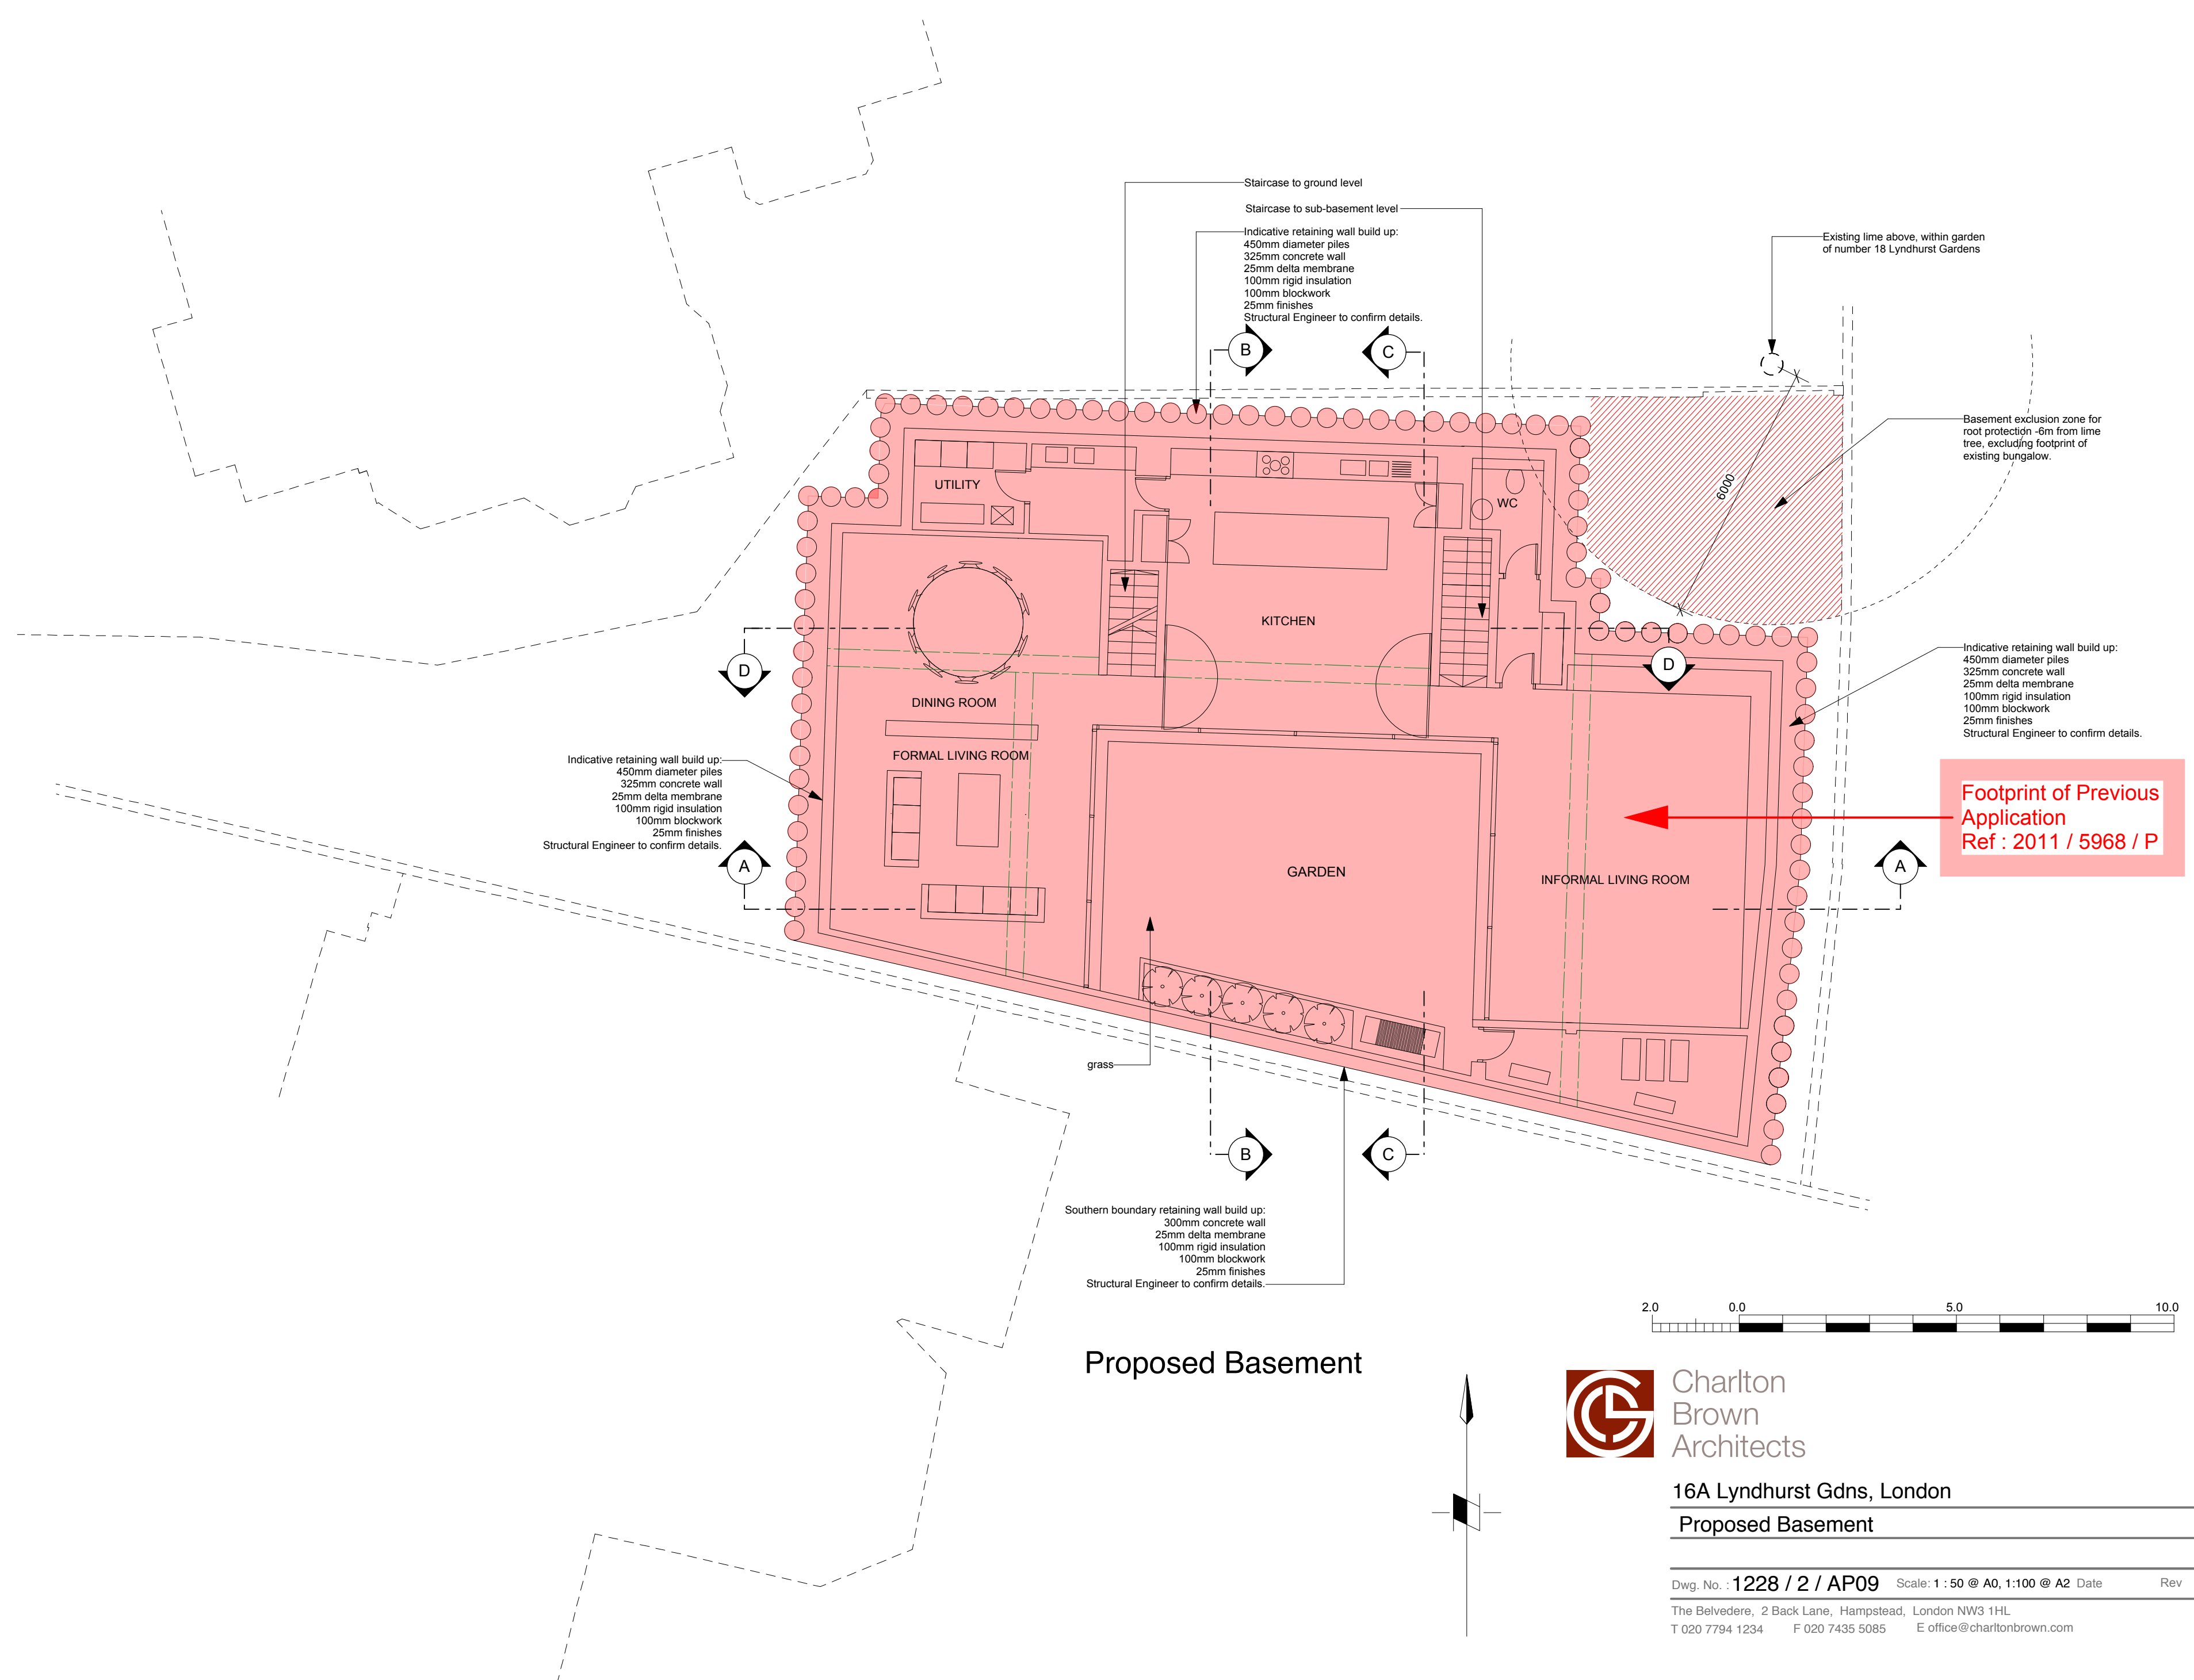 Staircase to ground level
Staircase to sub-basement level
Indicative retaining wall build up:
450mm diameter piles
325mm concrete wall
25mm delta membrane
100mm rigid insulation
100mm blockwork
25mm finishes
Structural Engineer to confirm details.
Existing lime above, within garden
of number 18 Lyndhurst Gardens
B
C
Basement exclusion zone for
root protection -6m from lime
tree, excluding footprint of
existing bungalow.
6000
UTILITY
WC
KITCHEN
D
D
DINING ROOM
FORMAL LIVING ROOM
Indicative retaining wall build up:
450mm diameter piles
325mm concrete wall
25mm delta membrane
100mm rigid insulation
100mm blockwork
25mm finishes
Structural Engineer to confirm details.
Indicative retaining wall build up:
450mm diameter piles
325mm concrete wall
25mm delta membrane
100mm rigid insulation
100mm blockwork
25mm finishes
Structural Engineer to confirm details.
Footprint of Previous
Application
Ref : 2011 / 5968 / P
A
A
GARDEN
INFORMAL LIVING ROOM
grass
B
C
Southern boundary retaining wall build up:
300mm concrete wall
25mm delta membrane
100mm rigid insulation
100mm blockwork
25mm finishes
Structural Engineer to confirm details.
2.0 0.0 5.0 10.0
Proposed Basement
Charlton
Brown
Architects
16A Lyndhurst Gdns, London
Proposed Basement
Dwg. No. : 1228 / 2 / AP09 Scale: 1 : 50 @ A0, 1:100 @ A2 Date Rev
The Belvedere, 2 Back Lane, Hampstead, London NW3 1HL
T 020 7794 1234 F 020 7435 5085 E office@charltonbrown.com